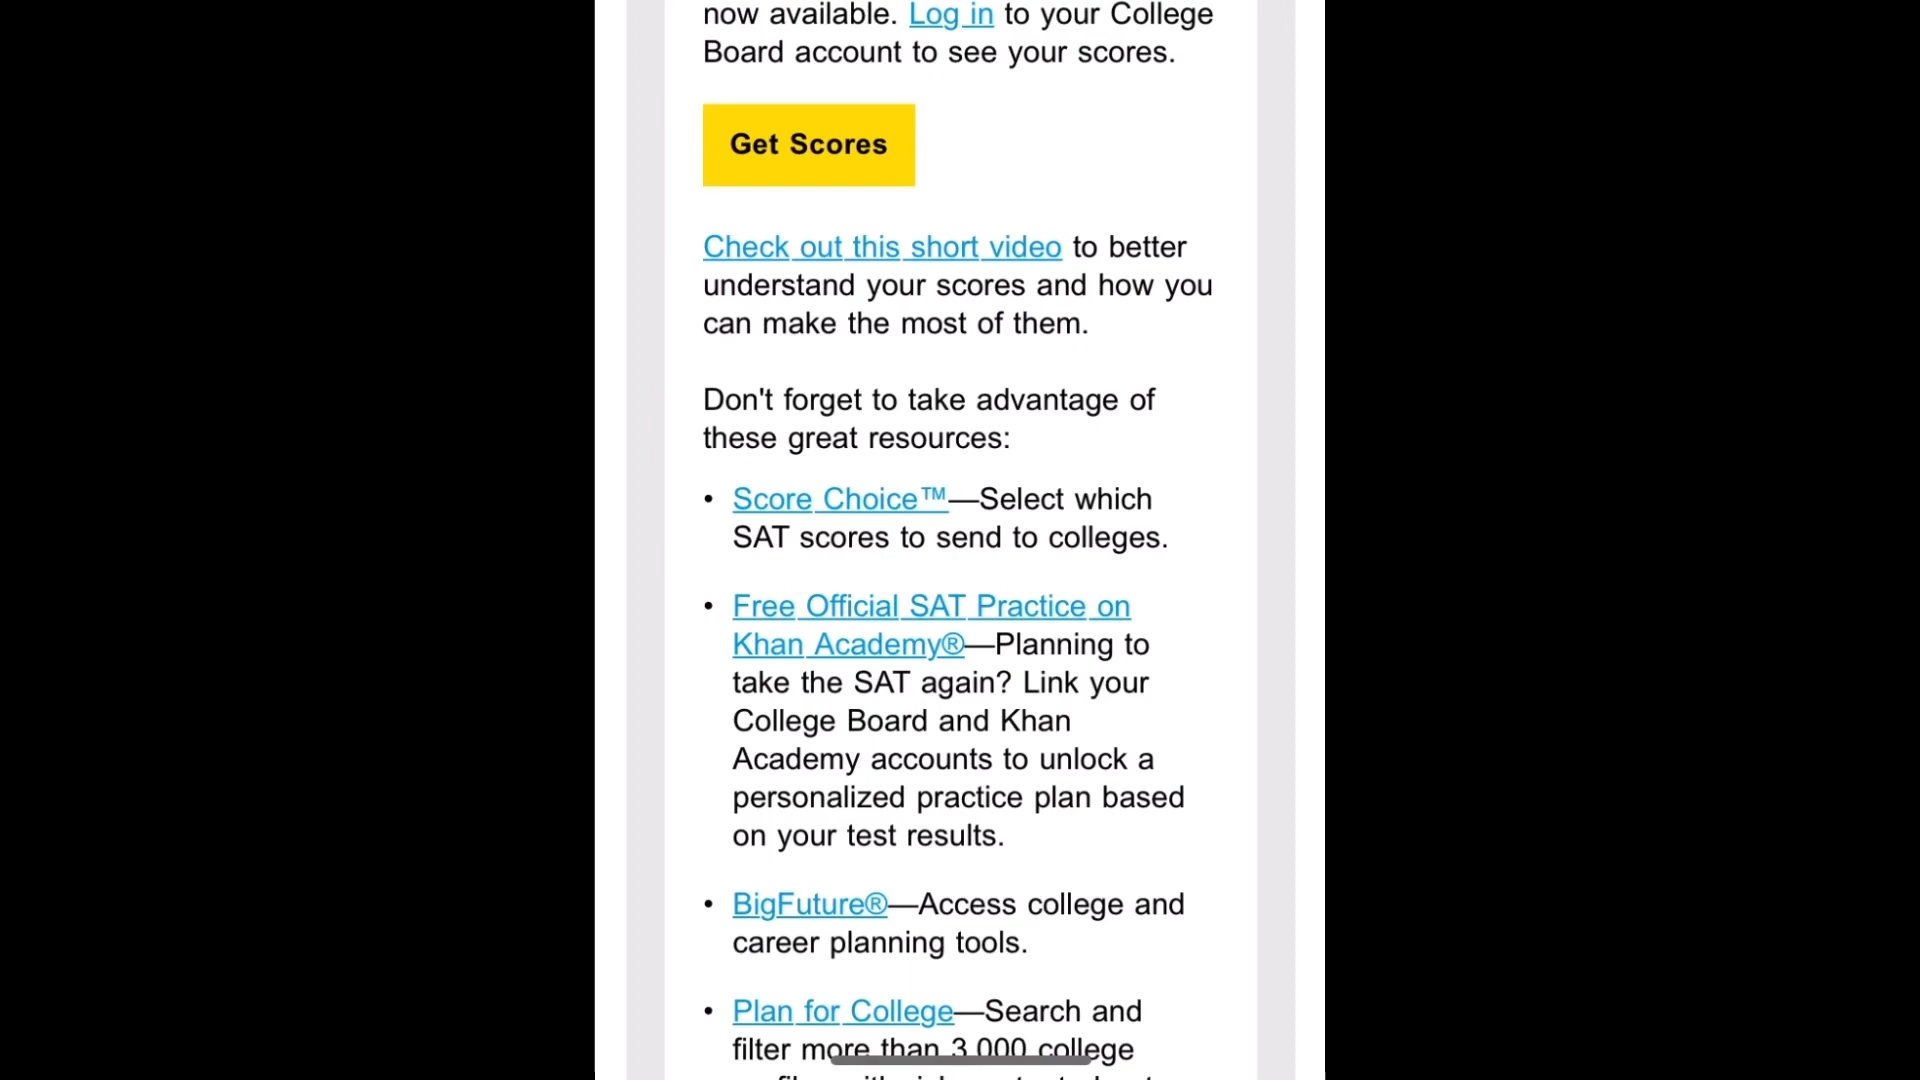 now available. Log in to your College
Board account to see your scores.
Get Scores
Check out this short video to better
understand your scores and how you
can make the most of them.
Don't forget to take advantage of
these great resources:
• Score Choice™—Select which
SAT scores to send to colleges.
• Free Official SAT Practice on
Khan Academy®—Planning to
take the SAT again? Link your
College Board and Khan
Academy accounts to unlock a
personalized practice plan based
on your test results.
• BigFuture®—Access college and
career planning tools.
• Plan for College—Search and
filter more than 3,000 college